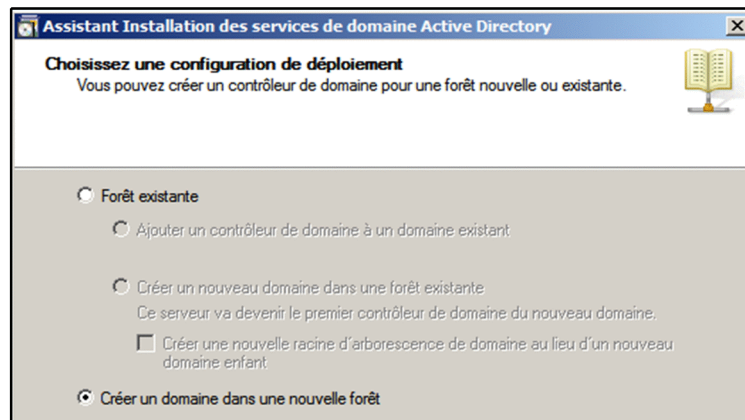 Assistant Installation des services de domaine Active Directory
Choisissez une configuration de déploiement
Vous pouvez créer un contrôleur de domaine pour une forêt nouvelle ou existante.
Forêt existante
Ajouter un contrôleur de domaine à un domaine existant
Créer un nouveau domaine dans une forêt existante
Ce serveur va devenir le premier contrôleur de domaine du nouveau domaine.
Créer une nouvelle racine d'arborescence de domaine au lieu d'un nouveau
domaine enfant
Créer un domaine dans une nouvelle forêt